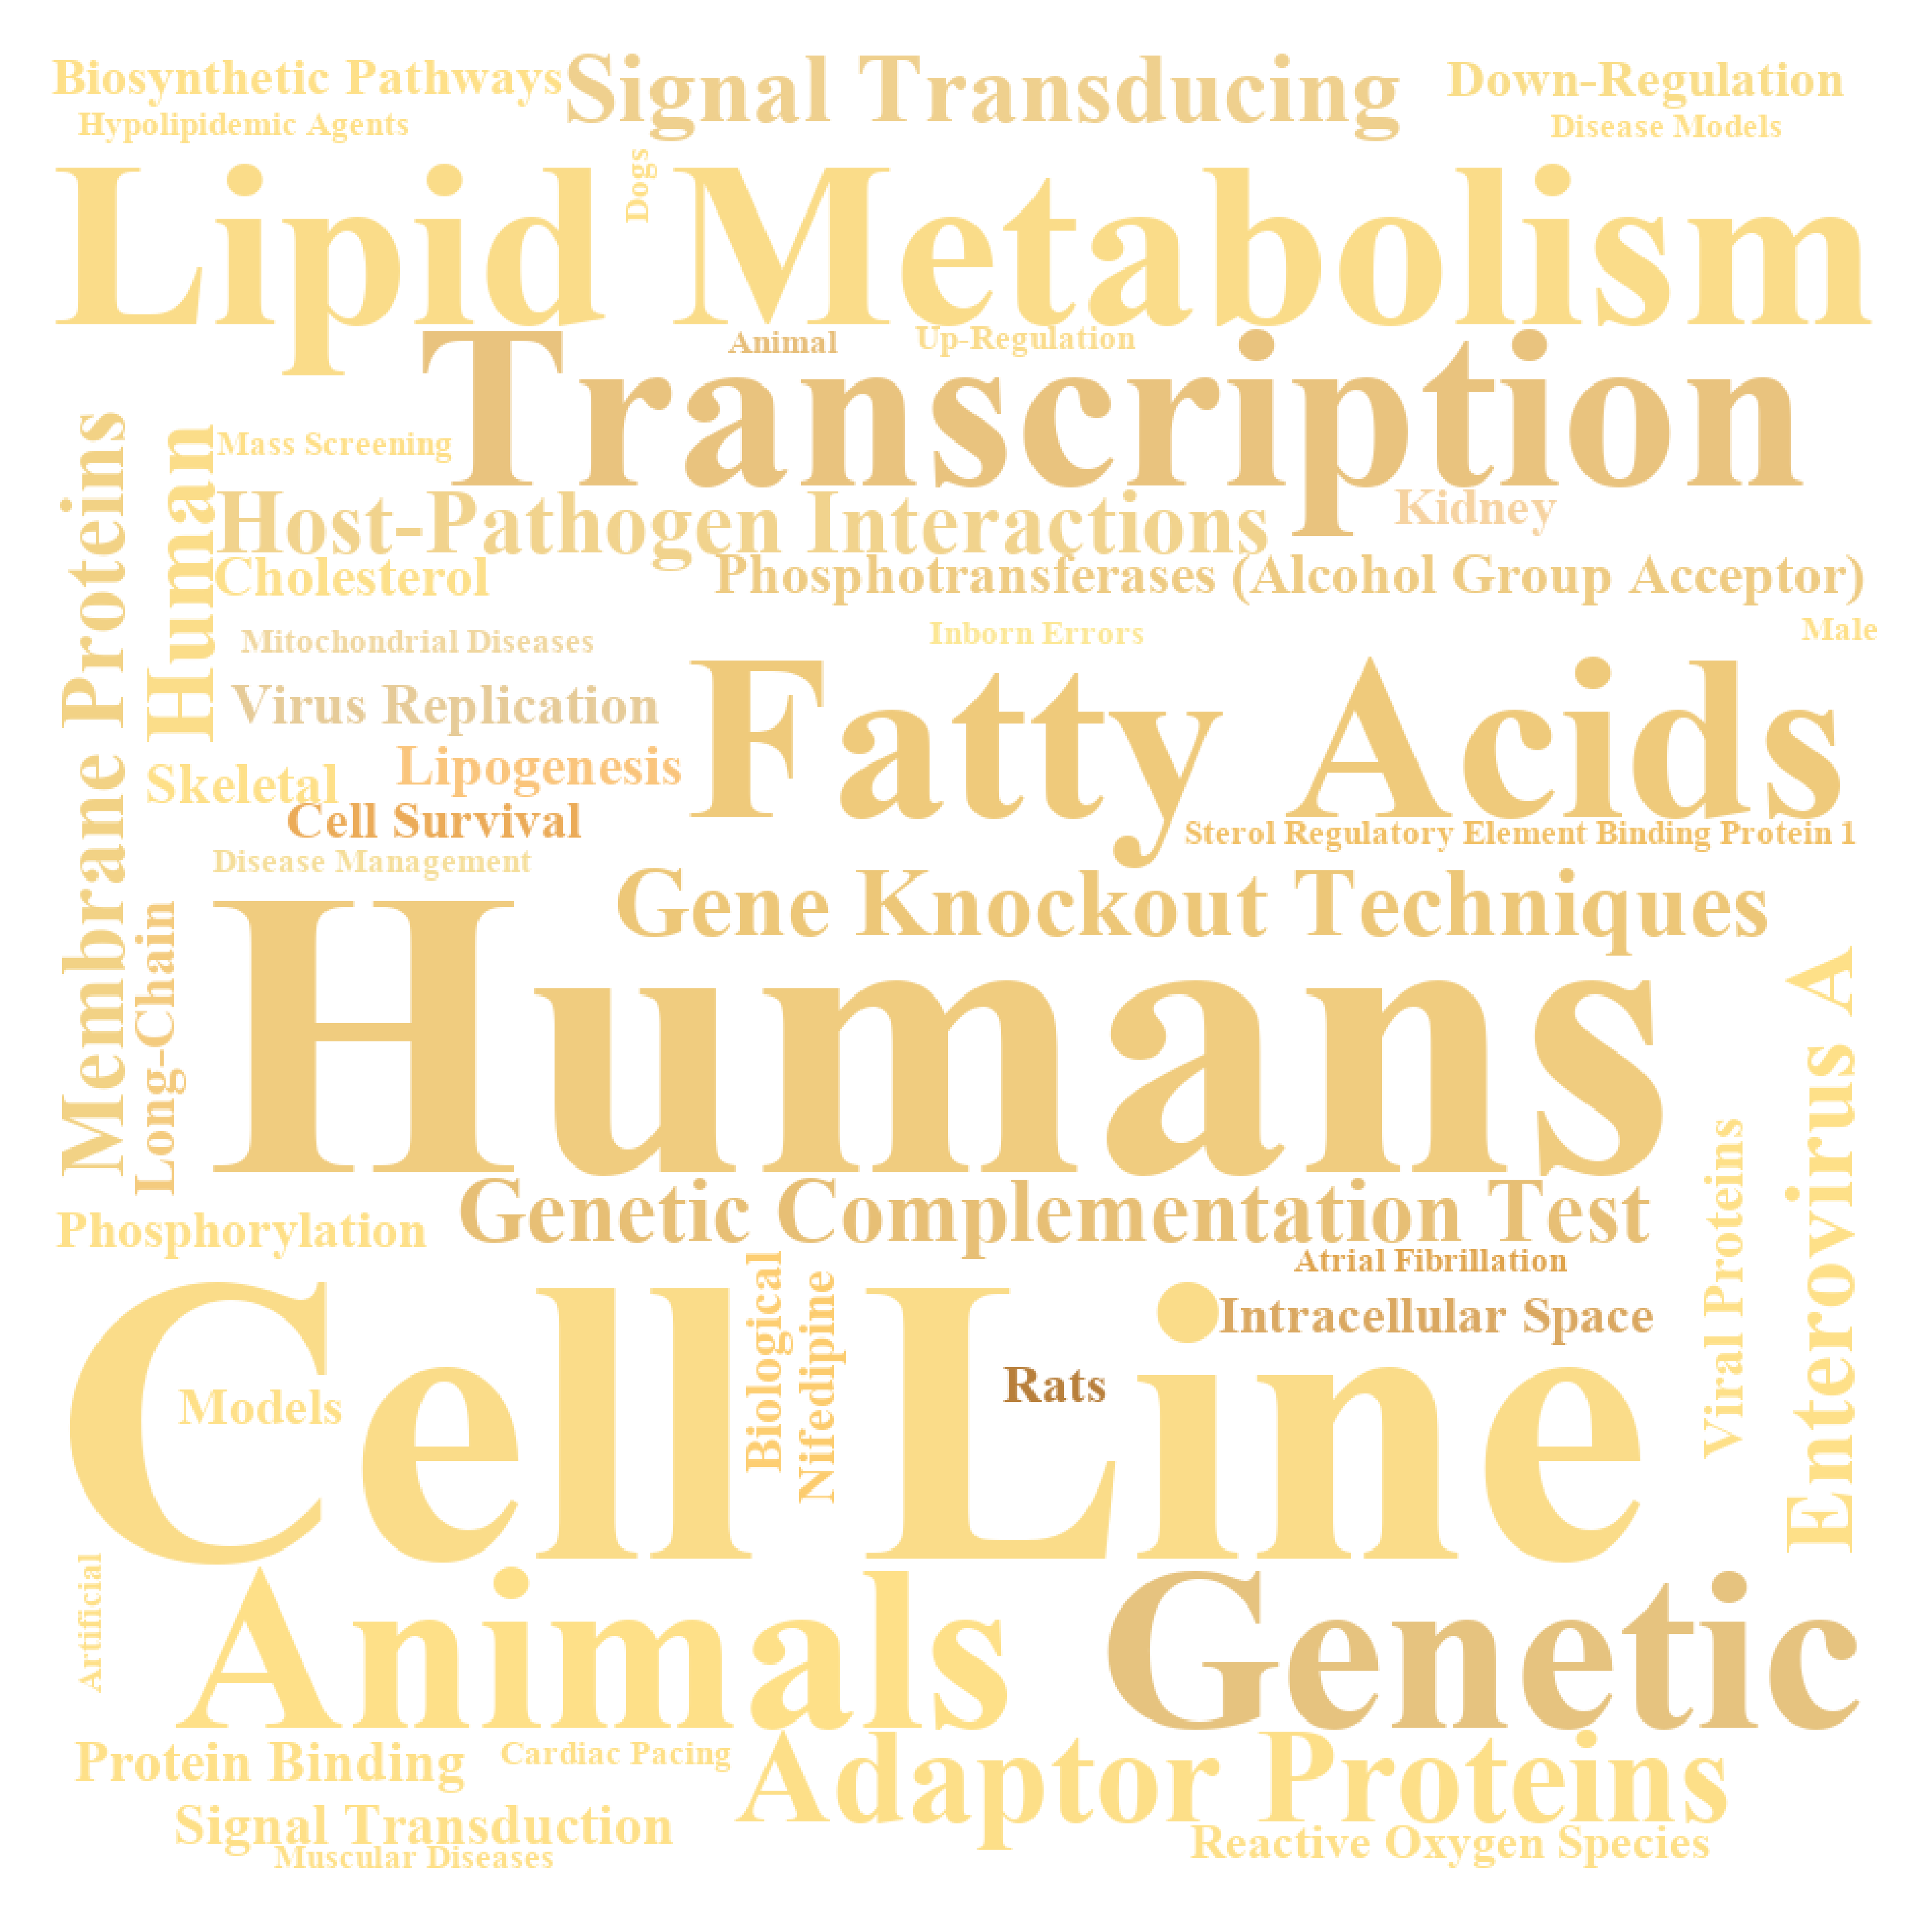 Biosynthetic Pathways
Signal Transducing
Down-Regulation
Hypolipidemic Agents
Disease Models
Dogs
Lipid Metabolism
Animal
Up-Regulation
Transcription
Membrane Proteins
Human
Mass Screening
Host-Pathogen Interactions
Kidney
Cholesterol
Phosphotransferases (Alcohol Group Acceptor)
Mitochondrial Diseases
Inborn Errors
Male
Virus Replication
Fatty Acids
Lipogenesis
Skeletal
Cell Survival
Sterol Regulatory Element Binding Protein 1
Disease Management
Gene Knockout Techniques
Long-Chain
Humans
Enterovirus A
Viral Proteins
Phosphorylation
Genetic Complementation Test
Atrial Fibrillation
Biological
Nifedipine
Intracellular Space
Cell Line
Rats
Models
Artificial
Animals
Genetic
Protein Binding
Cardiac Pacing
Adaptor Proteins
Signal Transduction
Reactive Oxygen Species
Muscular Diseases